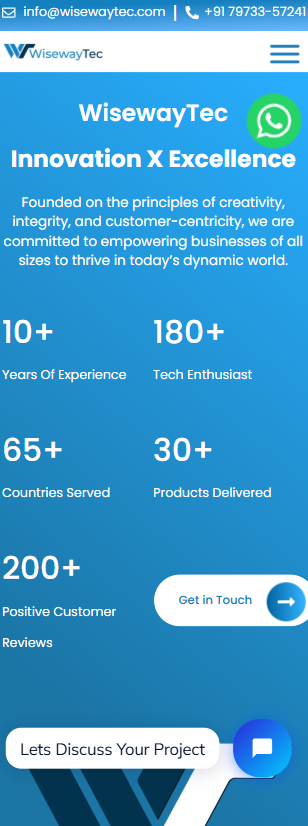 info@wisewaytec.com | +91 79733-57241
WisewayTec
WisewayTec
Innovation X Excellence
Founded on the principles of creativity,
integrity, and customer-centricity, we are
committed to empowering businesses of all
sizes to thrive in today's dynamic world.
10+ 180+
Years Of Experience Tech Enthusiast
65+ 30+
Countries Served Products Delivered
200+
Positive Customer
Reviews
Get in Touch
Lets Discuss Your Project